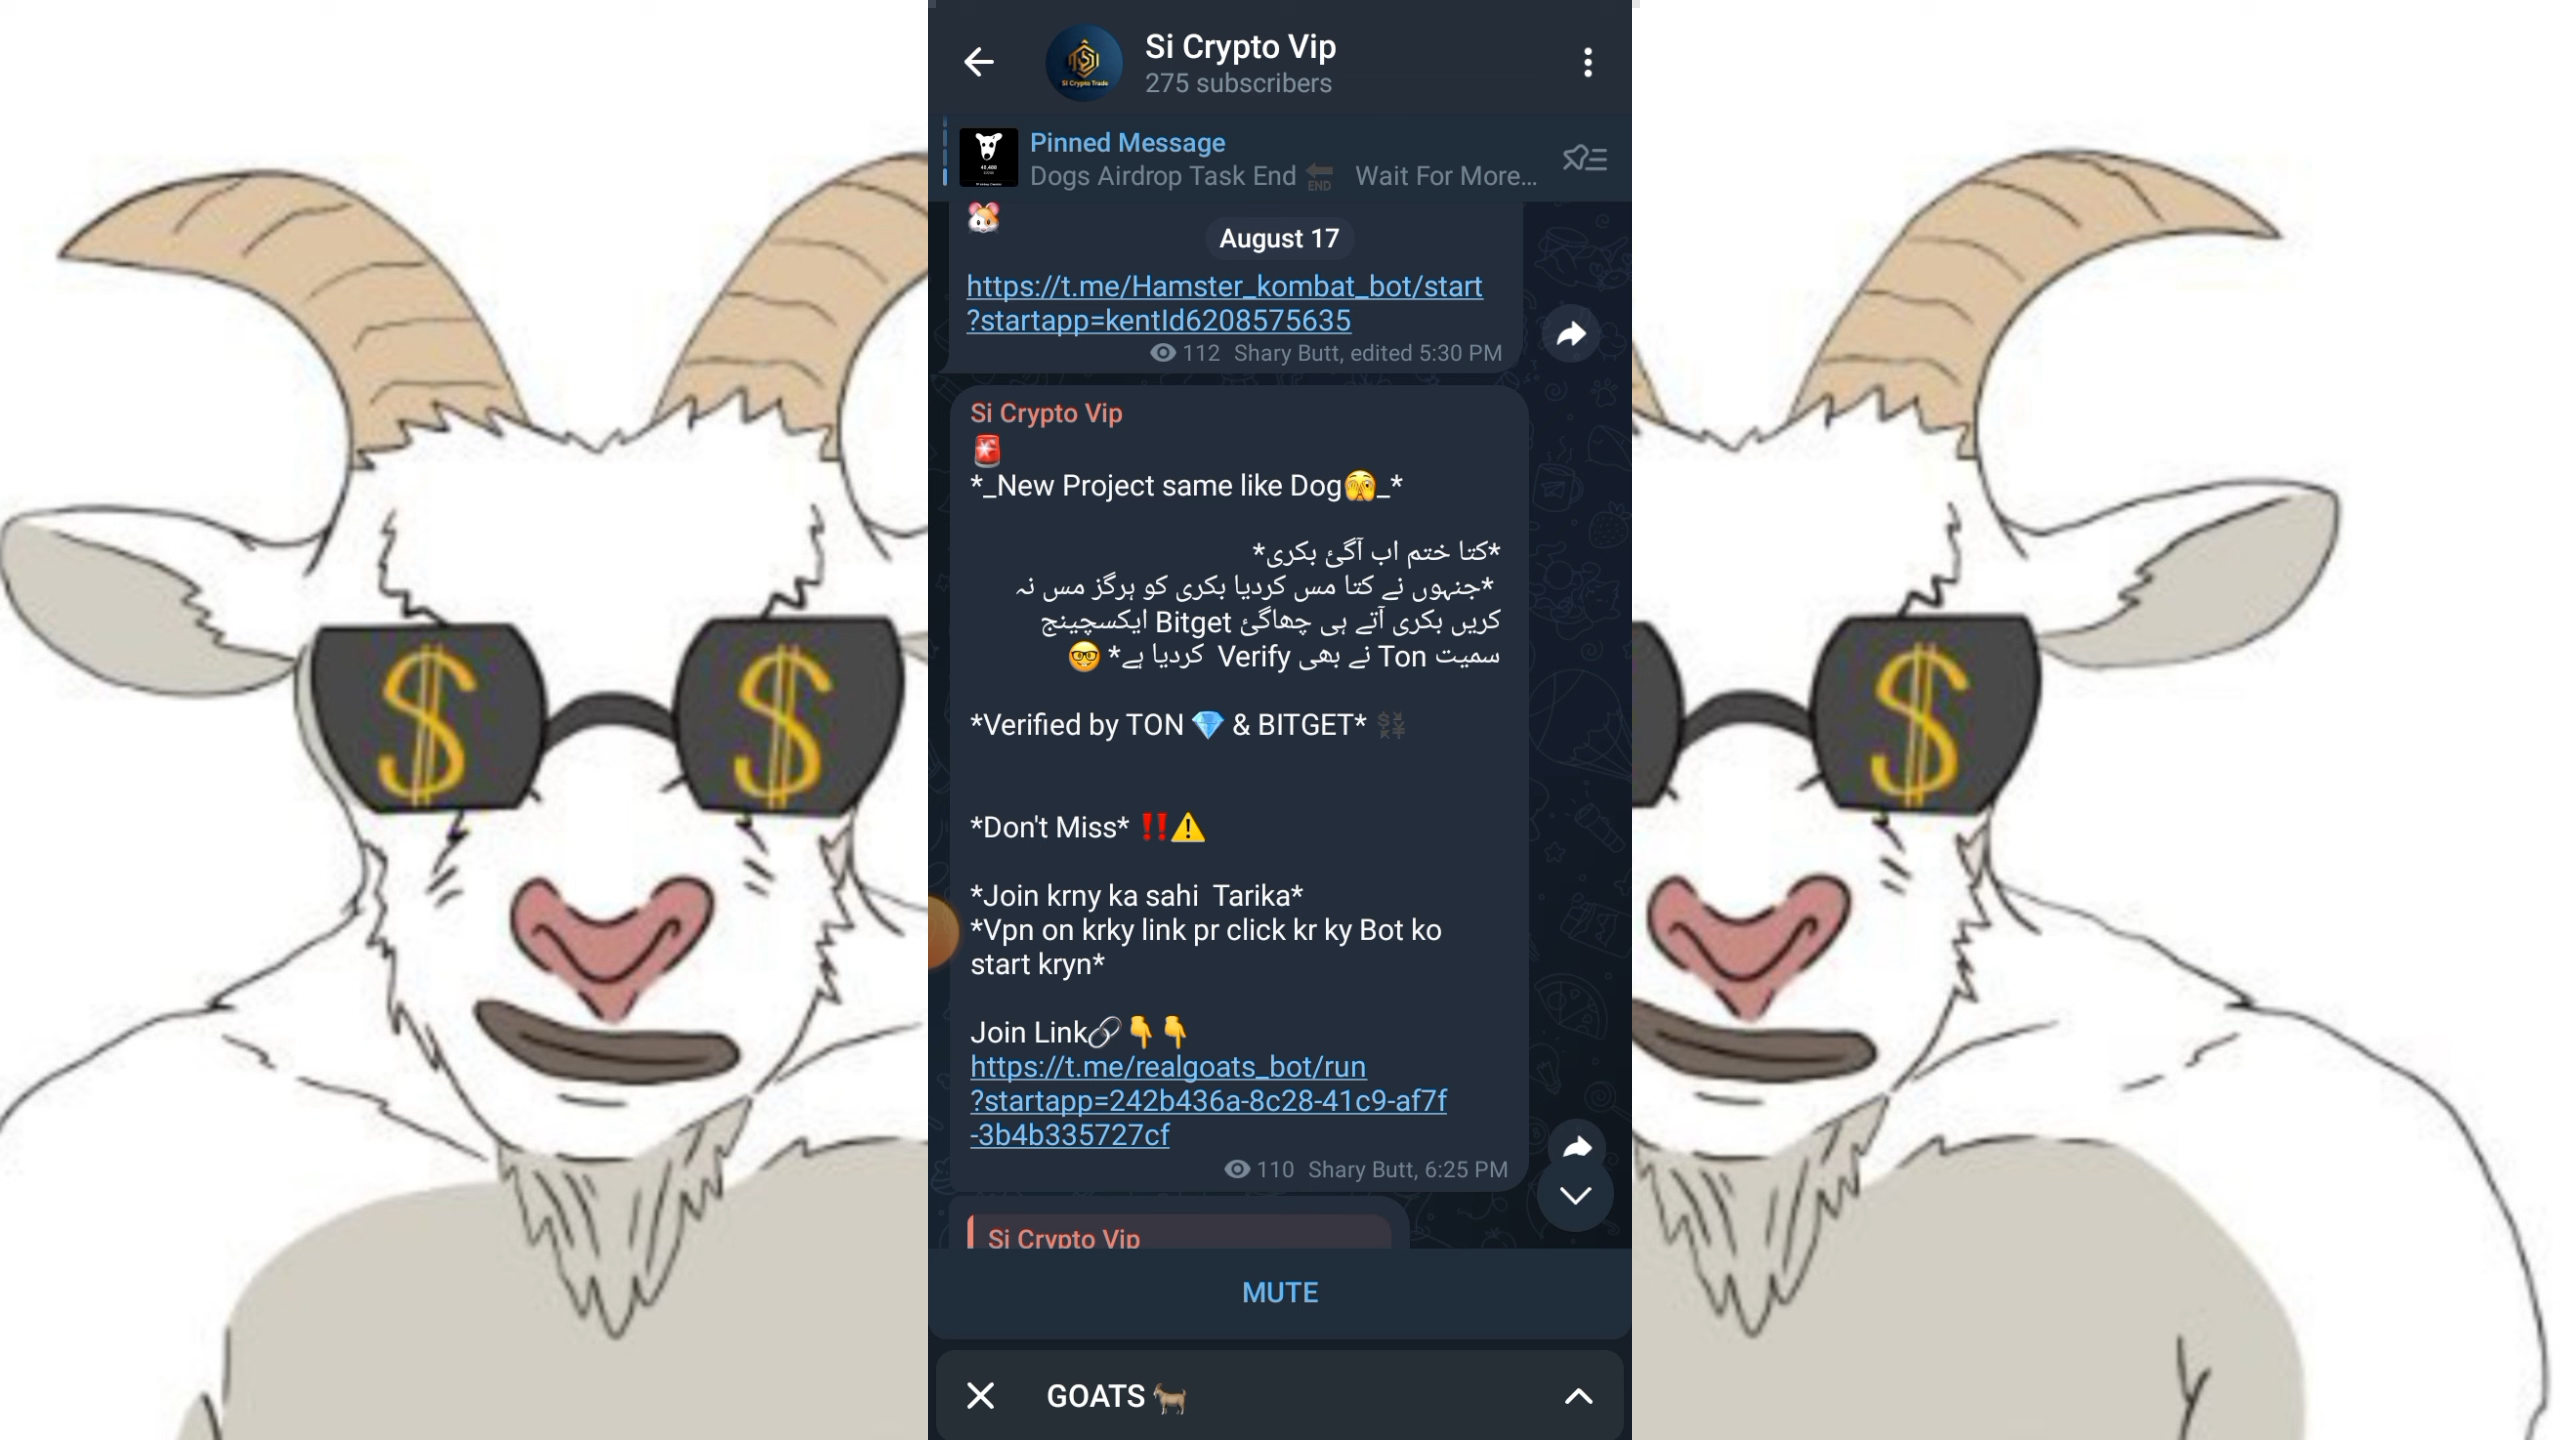 Si Crypto Vip
275 subscribers
SI Crypto Trade
Pinned Message
Dogs Airdrop Task End 🔚 Wait For More...
🐹
August 17
https://t.me/Hamster_kombat_bot/start
?startapp=kentId6208575635
112 Shary Butt, edited 5:30 PM
Si Crypto Vip
🚨
*_New Project same like Dog🫣_*
*کتا ختم اب آگئ بکری*
*جنہوں نے کتا مس کردیا بکری کو ہرگز مس نہ
کریں بکری آتے ہی چھاگئ Bitget ایکسچینج
سمیت Ton نے بھی Verify کردیا ہے* 🤓
*Verified by TON 💎 & BITGET* 💱
*Don't Miss* ‼️⚠️
*Join krny ka sahi  Tarika*
*Vpn on krky link pr click kr ky Bot ko
start kryn*
Join Link🔗👇👇
https://t.me/realgoats_bot/run
?startapp=242b436a-8c28-41c9-af7f
-3b4b335727cf
110 Shary Butt, 6:25 PM
Si Crypto Vip
MUTE
GOATS 🐐